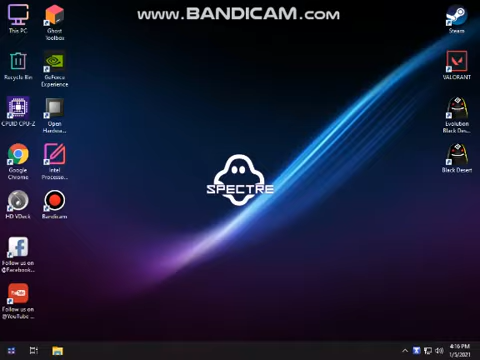 www.BANDICAM.com
This PC
Ghost
Toolbox
Steam
Recycle Bin
GeForce
Experience
VALORANT
CPUID CPU-Z
Open
Hardwa...
Evolution
Black Des...
Google
Chrome
Intel
Processo...
Black Desert
SPECTRE
HD VDeck
Bandicam
Follow us on
@Facebook...
Follow us on
@YouTube ...
4:16 PM
1/5/2021